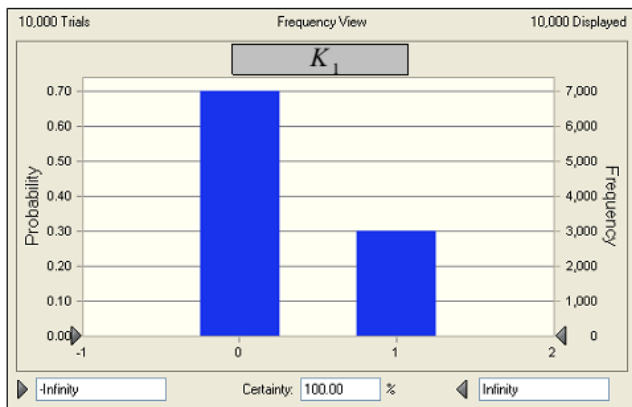 10,000 Trials Frequency View 10,000 Displayed
K 1
0.70 7,000
0.60 6,000
0.50 5,000
0.40 4,000
0.30 3,000
0.20 2,000
0.10 1,000
0.00 0
Probability
Frequency
-1 0 1 2
-Infinity Certainty: 100.00 % Infinity